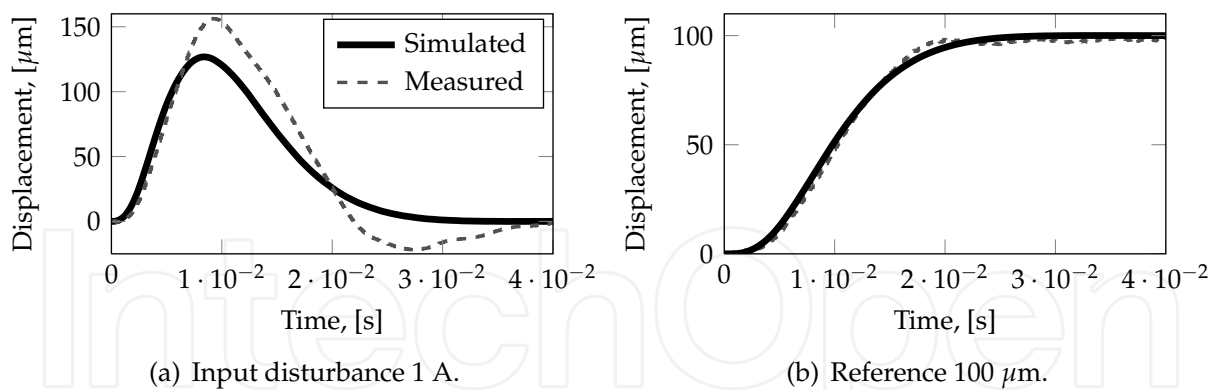 Displacement, [μm]
150
100
50
0
Simulated
Measured
0 1 · 10⁻² 2 · 10⁻² 3 · 10⁻² 4 · 10⁻²
Time, [s]
(a) Input disturbance 1 A.
Displacement, [μm]
100
50
0
0 1 · 10⁻² 2 · 10⁻² 3 · 10⁻² 4 · 10⁻²
Time, [s]
(b) Reference 100 μm.
IntechOpen